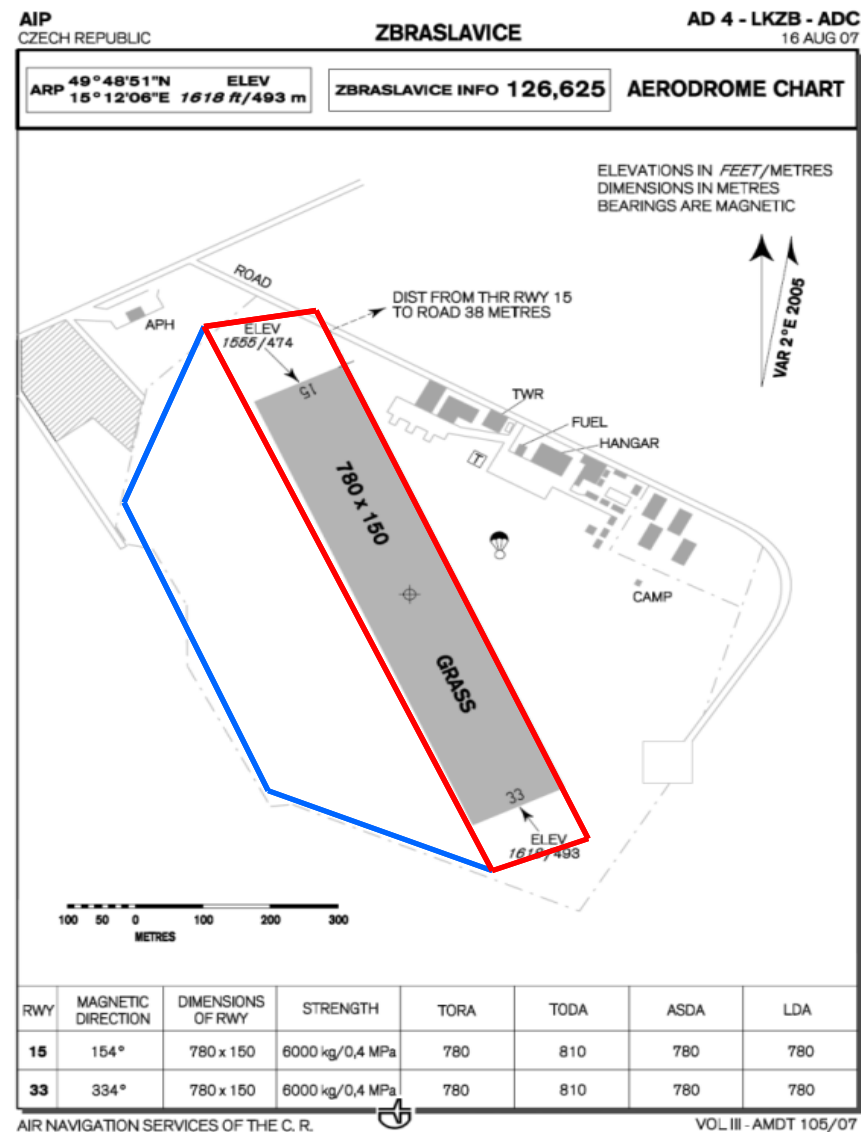 AIP
CZECH REPUBLIC
ZBRASLAVICE
AD 4 - LKZB - ADC
16 AUG 07
ARP 49°48'51"N 15°12'06"E
ELEV
1618 ft/493 m
ZBRASLAVICE INFO 126,625
AERODROME CHART
ELEVATIONS IN FEET/METRES
DIMENSIONS IN METRES
BEARINGS ARE MAGNETIC
VAR 2°E 2005
ROAD
DIST FROM THR RWY 15
TO ROAD 38 METRES
APH
ELEV
1555/474
15
TWR
FUEL
HANGAR
T
780 x 150
CAMP
GRASS
33
ELEV
1618/493
100 50 0 100 200 300
METRES
RWY MAGNETIC DIRECTION DIMENSIONS OF RWY STRENGTH TORA TODA ASDA LDA
15 154° 780 x 150 6000 kg/0,4 MPa 780 810 780 780
33 334° 780 x 150 6000 kg/0,4 MPa 780 810 780 780
AIR NAVIGATION SERVICES OF THE C. R.
VOL III - AMDT 105/07